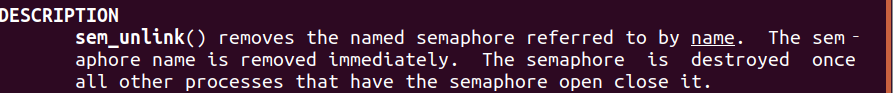 DESCRIPTION
sem_unlink() removes the named semaphore referred to by name. The sem‐
aphore name is removed immediately. The semaphore is destroyed once
all other processes that have the semaphore open close it.